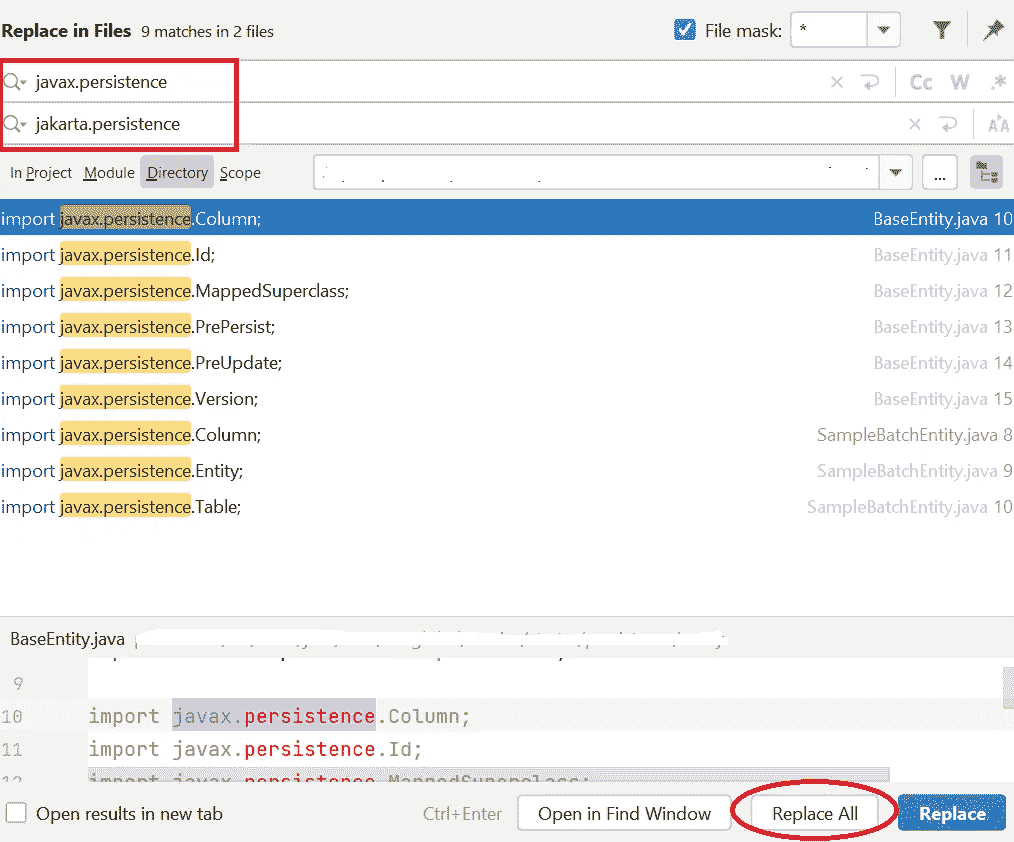 Replace in Files 9 matches in 2 files File mask: *
javax.persistence Cc W .*
jakarta.persistence
In Project Module Directory Scope ...
import javax.persistence.Column; BaseEntity.java 10
import javax.persistence.Id; BaseEntity.java 11
import javax.persistence.MappedSuperclass; BaseEntity.java 12
import javax.persistence.PrePersist; BaseEntity.java 13
import javax.persistence.PreUpdate; BaseEntity.java 14
import javax.persistence.Version; BaseEntity.java 15
import javax.persistence.Column; SampleBatchEntity.java 8
import javax.persistence.Entity; SampleBatchEntity.java 9
import javax.persistence.Table; SampleBatchEntity.java 10
BaseEntity.java
9
10 import javax.persistence.Column;
11 import javax.persistence.Id;
12 import javax.persistence.MappedSuperclass;
Open results in new tab Ctrl+Enter Open in Find Window Replace All Replace